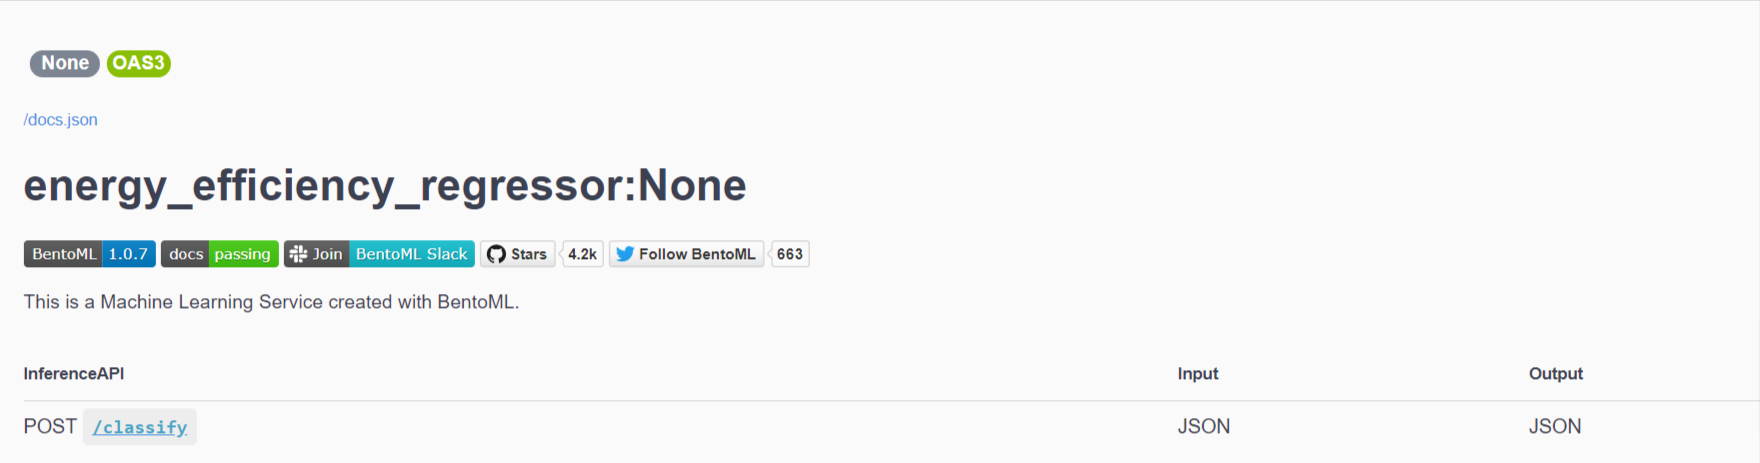 None OAS3
/docs.json
energy_efficiency_regressor:None
BentoML 1.0.7 docs passing Join BentoML Slack Stars 4.2k Follow BentoML 663
This is a Machine Learning Service created with BentoML.
InferenceAPI Input Output
POST /classify JSON JSON